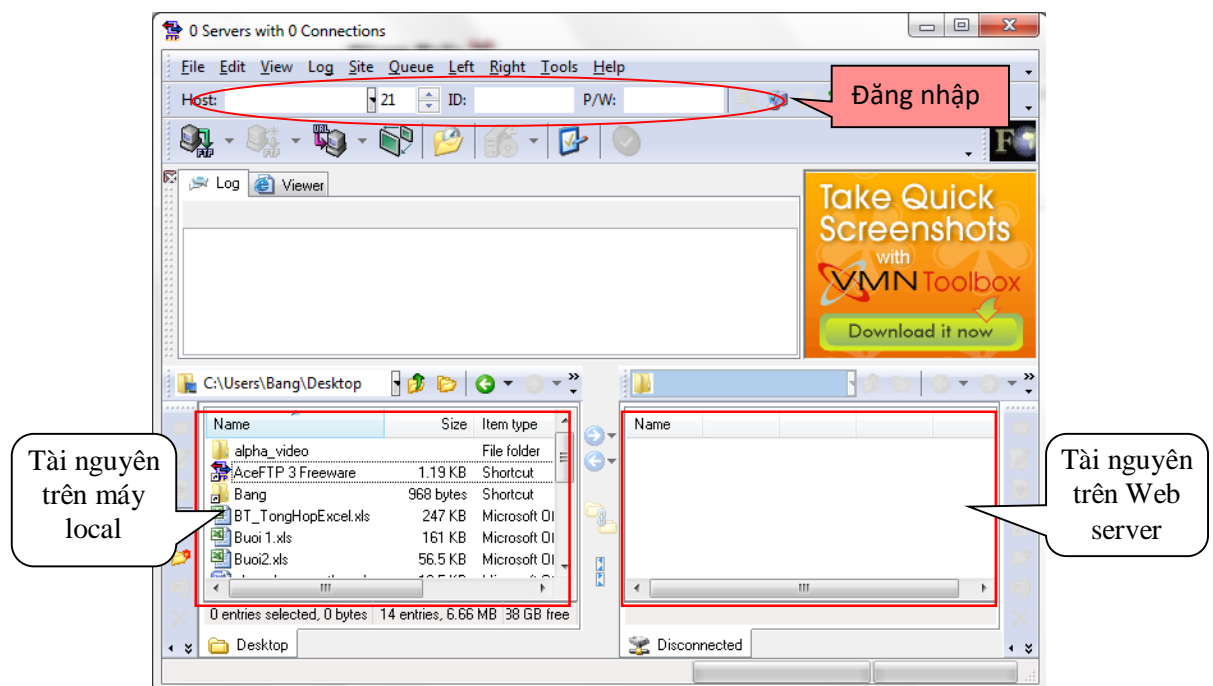 0 Servers with 0 Connections
File Edit View Log Site Queue Left Right Tools Help
Host: 21 ID: P/W:
Đăng nhập
URL
FTP
F
Log Viewer
Take Quick
Screenshots
with
VMN Toolbox
Download it now
C:\Users\Bang\Desktop
Name Size Item type
alpha_video File folder
AceFTP 3 Freeware 1.19 KB Shortcut
Bang 968 bytes Shortcut
BT_TongHopExcel.xls 247 KB Microsoft Of
Buoi 1.xls 161 KB Microsoft Of
Buoi2.xls 56.5 KB Microsoft Of
0 entries selected, 0 bytes 14 entries, 6.66 MB 38 GB free
Desktop
Name
Disconnected
Tài nguyên
trên máy
local
Tài nguyên
trên Web
server